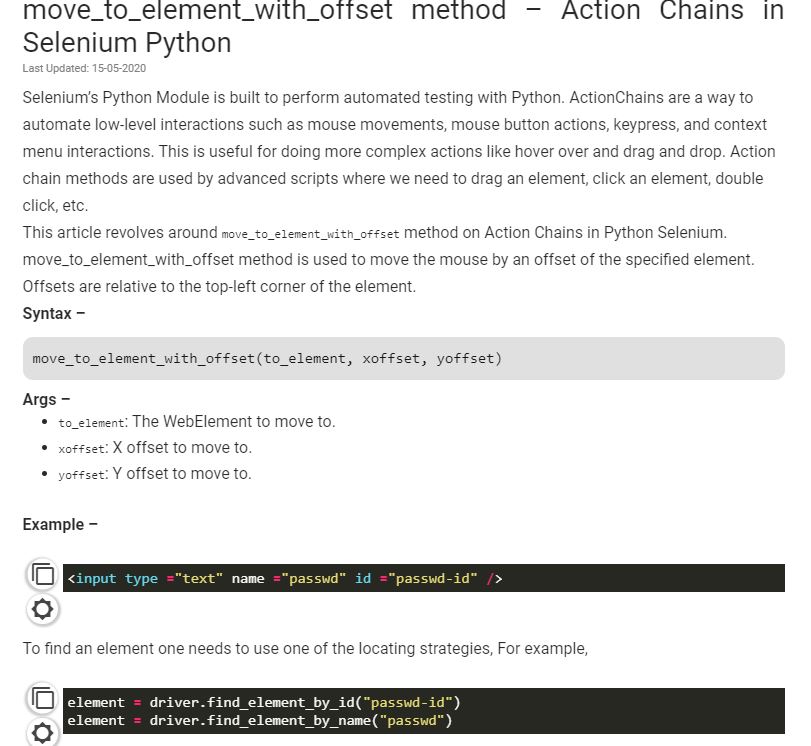 move_to_element_with_offset method – Action Chains in
Selenium Python
Last Updated: 15-05-2020
Selenium’s Python Module is built to perform automated testing with Python. ActionChains are a way to
automate low-level interactions such as mouse movements, mouse button actions, keypress, and context
menu interactions. This is useful for doing more complex actions like hover over and drag and drop. Action
chain methods are used by advanced scripts where we need to drag an element, click an element, double
click, etc.
This article revolves around move_to_element_with_offset method on Action Chains in Python Selenium.
move_to_element_with_offset method is used to move the mouse by an offset of the specified element.
Offsets are relative to the top-left corner of the element.
Syntax –
move_to_element_with_offset(to_element, xoffset, yoffset)
Args –
• to_element: The WebElement to move to.
• xoffset: X offset to move to.
• yoffset: Y offset to move to.
Example –
<input type ="text" name ="passwd" id ="passwd-id" />
To find an element one needs to use one of the locating strategies, For example,
element = driver.find_element_by_id("passwd-id")
element = driver.find_element_by_name("passwd")